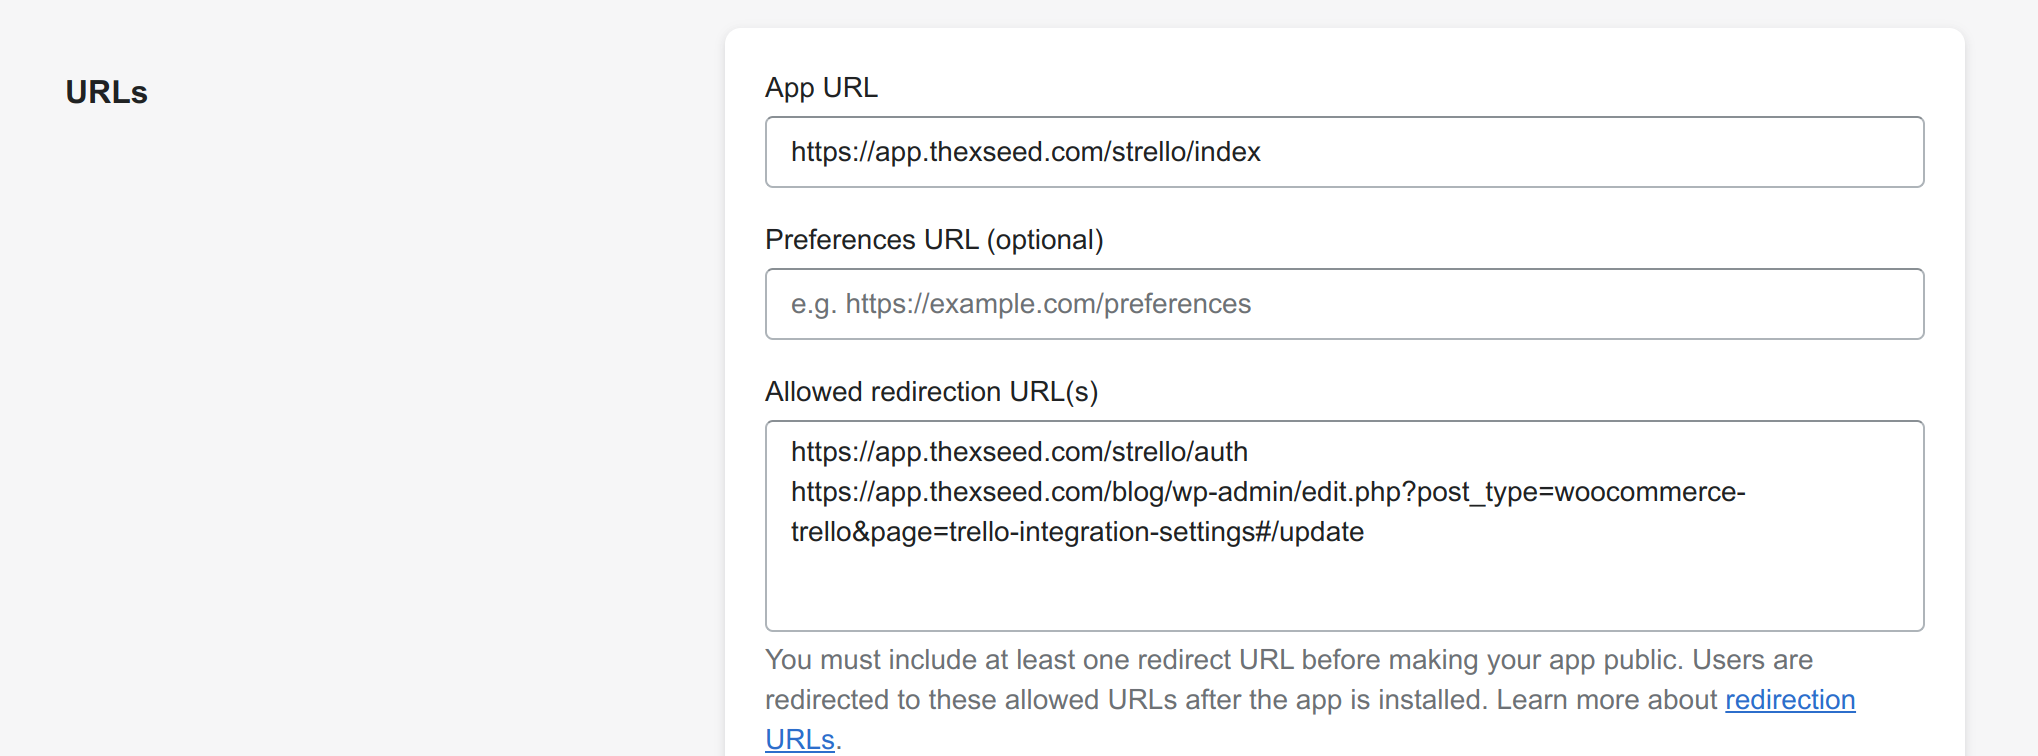 URLs
App URL
https://app.thexseed.com/strello/index
Preferences URL (optional)
e.g. https://example.com/preferences
Allowed redirection URL(s)
https://app.thexseed.com/strello/auth
https://app.thexseed.com/blog/wp-admin/edit.php?post_type=woocommerce-
trello&page=trello-integration-settings#/update
You must include at least one redirect URL before making your app public. Users are
redirected to these allowed URLs after the app is installed. Learn more about redirection
URLs.